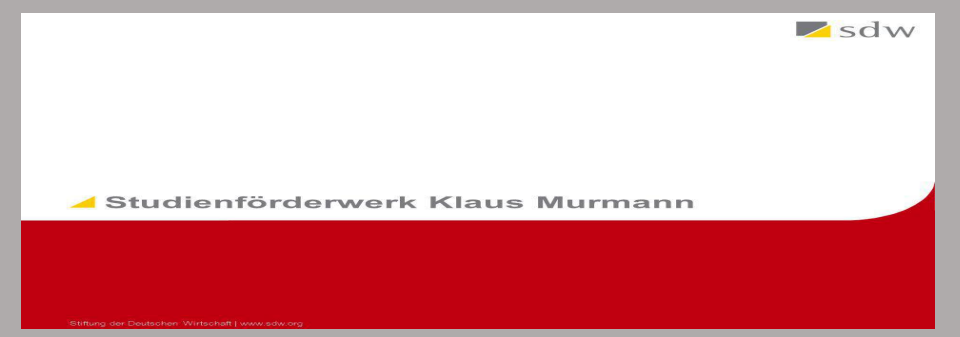 sdw
Studienförderwerk Klaus Murmann
Stiftung der Deutschen Wirtschaft | www.sdw.org